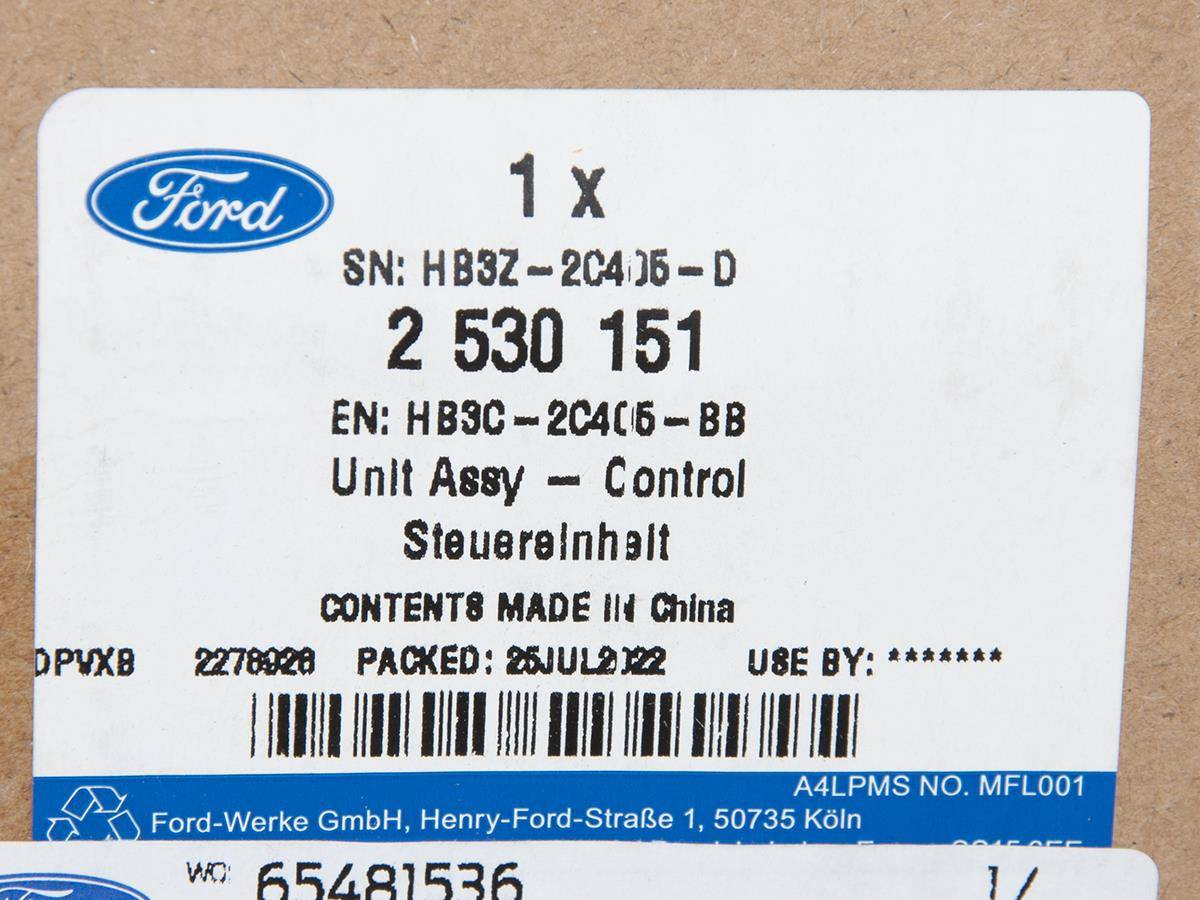 Ford
1 x
SN: HB3Z-2C405-D
2 530 151
EN: HB3C-2C405-BB
Unit Assy - Control
Steuereinheit
CONTENTS MADE IN China
DPVXB PACKED: 25JUL2022 USE BY: *******
A4LPMS NO. MFL001
Ford-Werke GmbH, Henry-Ford-Straße 1, 50735 Köln
WO: 65481536 1/